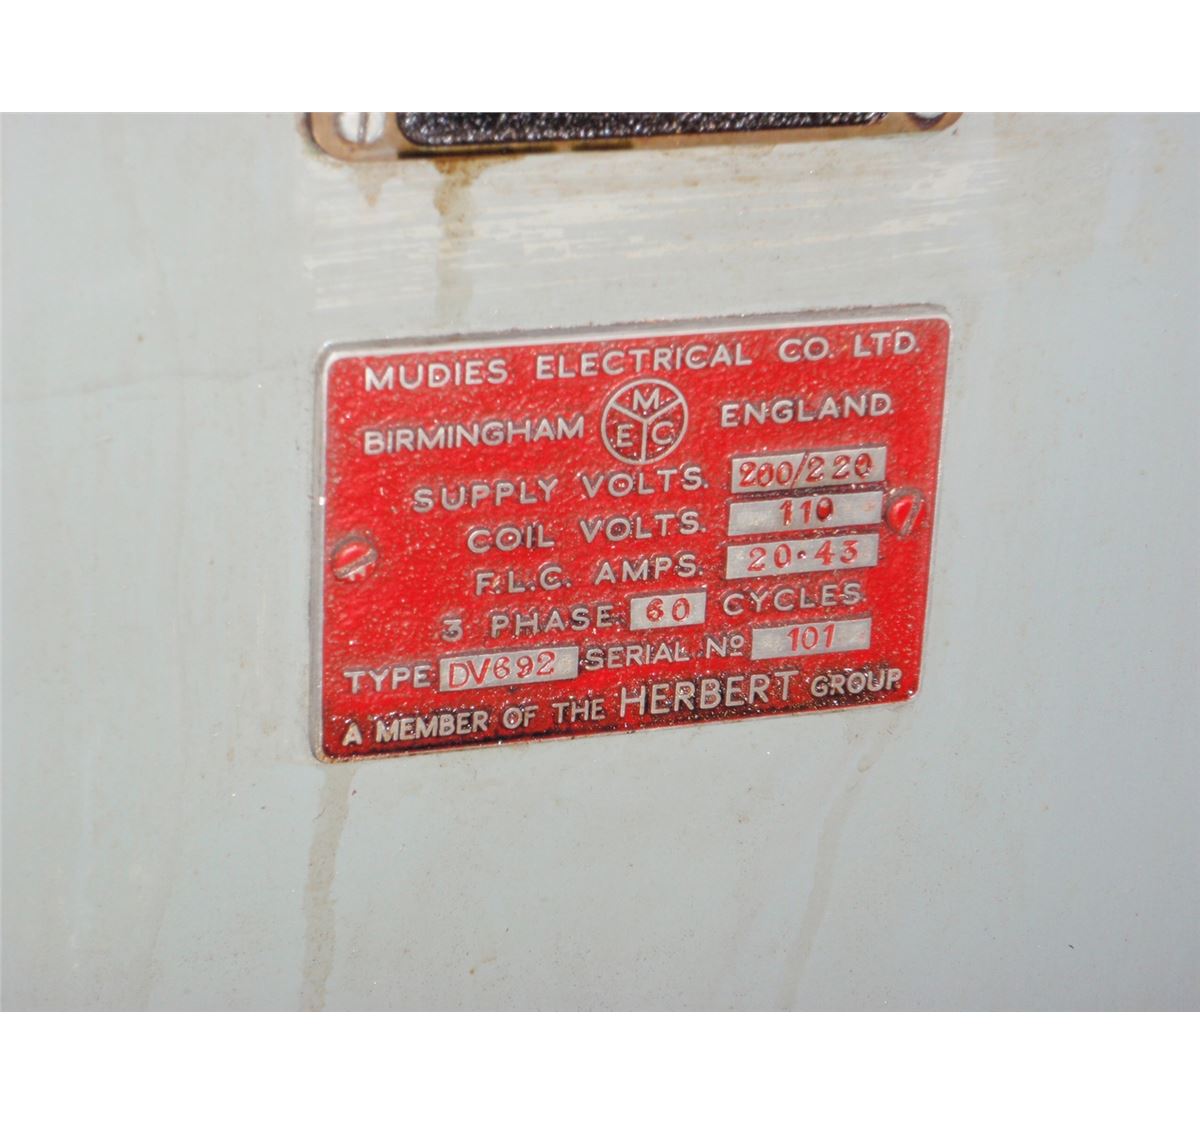 MUDIES ELECTRICAL CO. LTD.
BIRMINGHAM M E C ENGLAND.
SUPPLY VOLTS. 200/220
COIL VOLTS. 110
F.L.C. AMPS. 20·43
3 PHASE. 60 CYCLES.
TYPE DV692 SERIAL Nº 101
A MEMBER OF THE HERBERT GROUP.